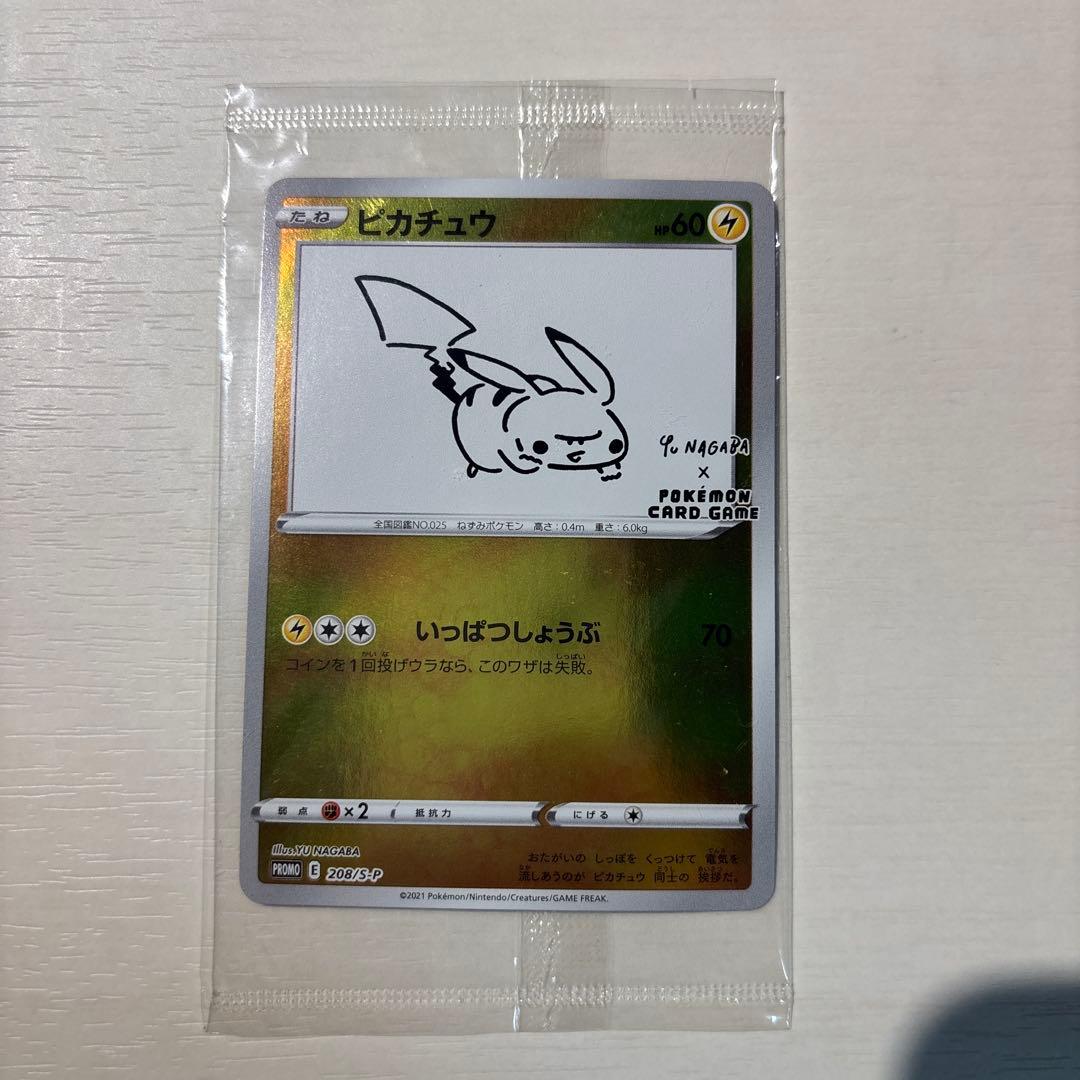 たね ピカチュウ HP60
Yu NAGABA
×
POKÉMON
CARD GAME
全国図鑑NO.025 ねずみポケモン 高さ:0.4m 重さ:6.0kg
いっぱつしょうぶ 70
コインを1回投げウラなら、このワザは失敗。
弱点 ×2 抵抗力 にげる
illus.YU NAGABA
PROMO E 208/S-P
おたがいの しっぽを くっつけて 電気を
流しあうのが ピカチュウ 同士の 挨拶だ。
©2021 Pokémon/Nintendo/Creatures/GAME FREAK.